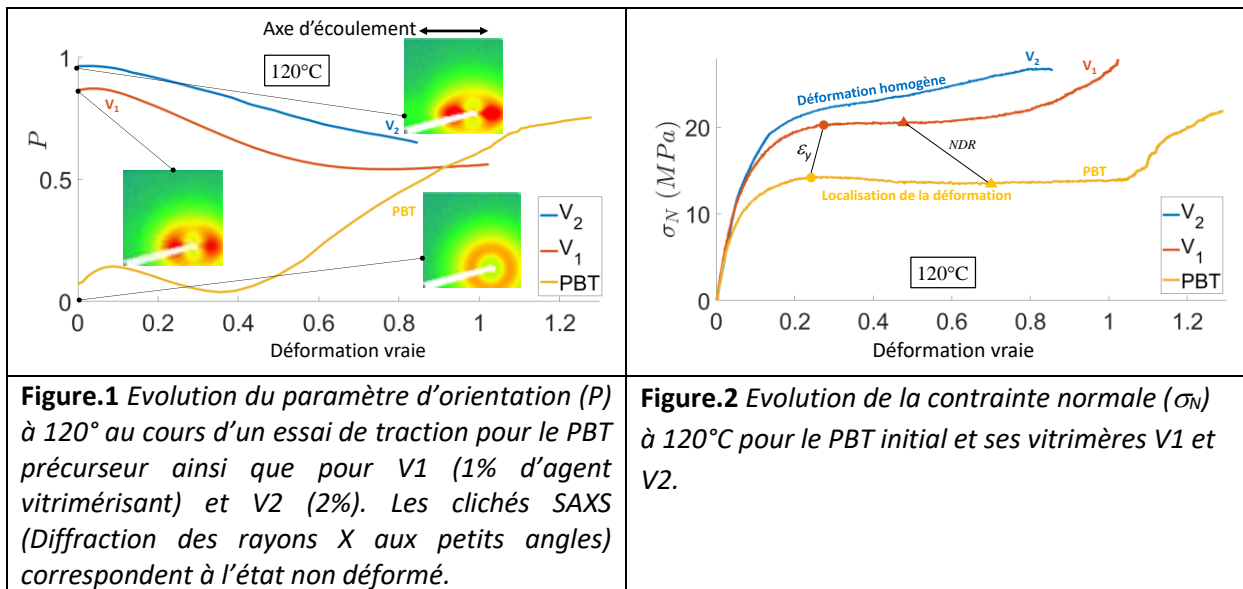 Axe d'écoulement
120°C
1
0.5
0
P
V1
V2
PBT
V2
V1
PBT
0 0.2 0.4 0.6 0.8 1 1.2
Déformation vraie
V2
V1
Déformation homogène
εy
NDR
PBT
Localisation de la déformation
V2
V1
PBT
120°C
20
10
0
σN (MPa)
0 0.2 0.4 0.6 0.8 1 1.2
Déformation vraie
Figure.1 Evolution du paramètre d'orientation (P)
à 120° au cours d'un essai de traction pour le PBT
précurseur ainsi que pour V1 (1% d'agent
vitrimérisant) et V2 (2%). Les clichés SAXS
(Diffraction des rayons X aux petits angles)
correspondent à l'état non déformé.
Figure.2 Evolution de la contrainte normale (σN)
à 120°C pour le PBT initial et ses vitrimères V1 et
V2.